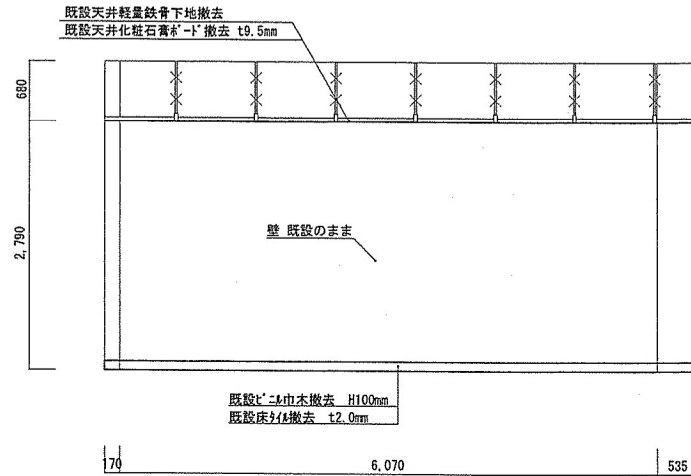 既設天井軽量鉄骨下地撤去
既設天井化粧石膏ﾎﾞｰﾄﾞ撤去 t9.5mm
680
2,790
壁 既設のまま
既設ﾋﾞﾆﾙ巾木撤去 H100mm
既設床ﾀｲﾙ撤去 t2.0mm
170
6,070
535